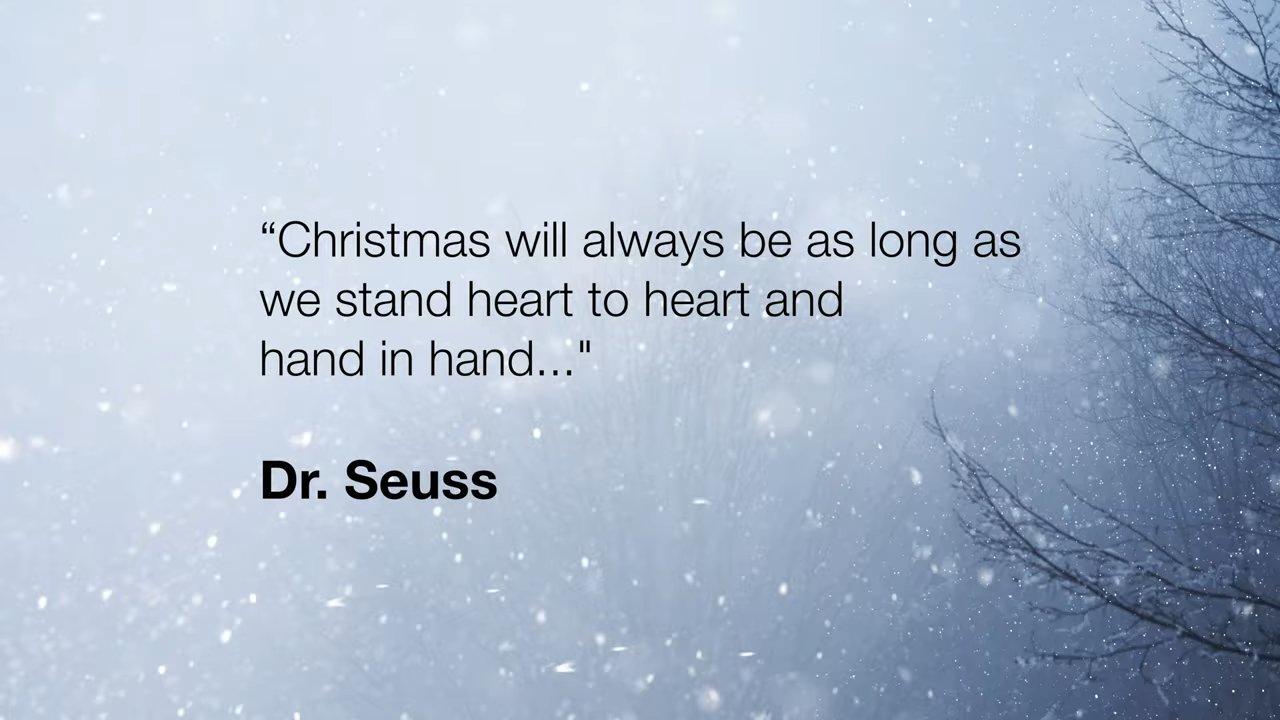 “Christmas will always be as long as
we stand heart to heart and
hand in hand..."
Dr. Seuss